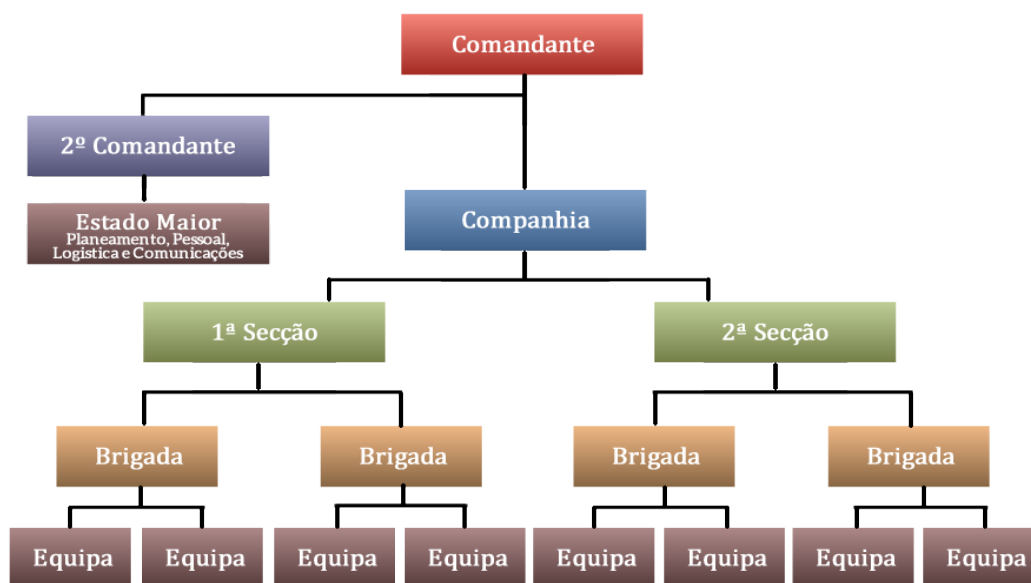 Comandante
2º Comandante
Estado Maior
Planeamento, Pessoal,
Logistica e Comunicações
Companhia
1ª Secção
2ª Secção
Brigada
Brigada
Brigada
Brigada
Equipa
Equipa
Equipa
Equipa
Equipa
Equipa
Equipa
Equipa